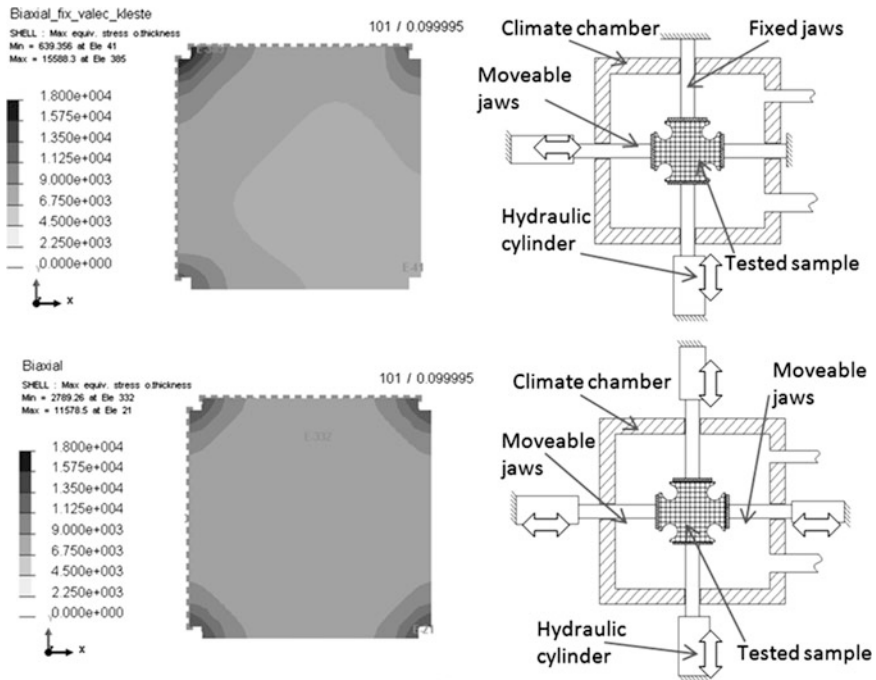 Biaxial_fix_valec_kleste
SHELL : Max equiv. stress o.thickness
Min = 639.356 at Ele 41
Max = 15588.3 at Ele 385
101 / 0.099995
1.800e+004
1.575e+004
1.350e+004
1.125e+004
9.000e+003
6.750e+003
4.500e+003
2.250e+003
0.000e+000
E-41
Y
X
Climate chamber
Fixed jaws
Moveable
jaws
Hydraulic
cylinder
Tested sample
Biaxial
SHELL : Max equiv. stress o.thickness
Min = 2789.26 at Ele 332
Max = 11578.5 at Ele 21
101 / 0.099995
1.800e+004
1.575e+004
1.350e+004
1.125e+004
9.000e+003
6.750e+003
4.500e+003
2.250e+003
0.000e+000
E-332
E-21
X
Climate chamber
Moveable
jaws
Moveable
jaws
Hydraulic
cylinder
Tested sample